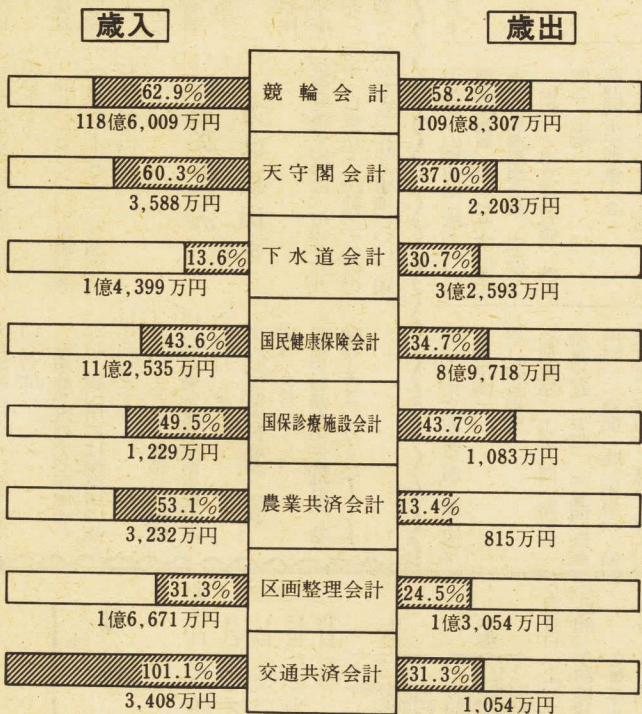 歳入
歳出
62.9%
競輪会計
58.2%
118億6,009万円
109億8,307万円
60.3%
天守閣会計
37.0%
3,588万円
2,203万円
13.6%
下水道会計
30.7%
1億4,399万円
3億2,593万円
43.6%
国民健康保険会計
34.7%
11億2,535万円
8億9,718万円
49.5%
国保診療施設会計
43.7%
1,229万円
1,083万円
53.1%
農業共済会計
13.4%
3,232万円
815万円
31.3%
区画整理会計
24.5%
1億6,671万円
1億3,054万円
101.1%
交通共済会計
31.3%
3,408万円
1,054万円